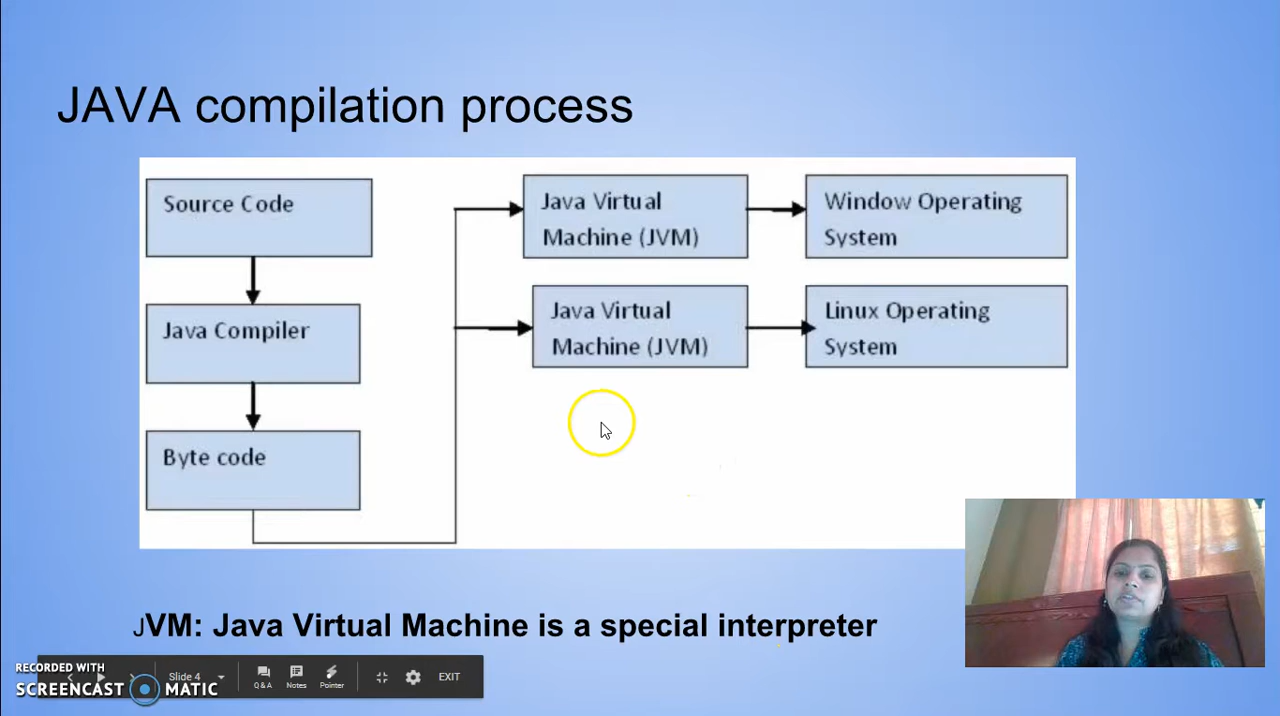 JAVA compilation process
Source Code
Java Compiler
Byte code
Java Virtual
Machine (JVM)
Window Operating
System
Java Virtual
Machine (JVM)
Linux Operating
System
JVM: Java Virtual Machine is a special interpreter
RECORDED WITH
SCREENCAST MATIC
Slide 4
Q & A
Notes
Pointer
EXIT